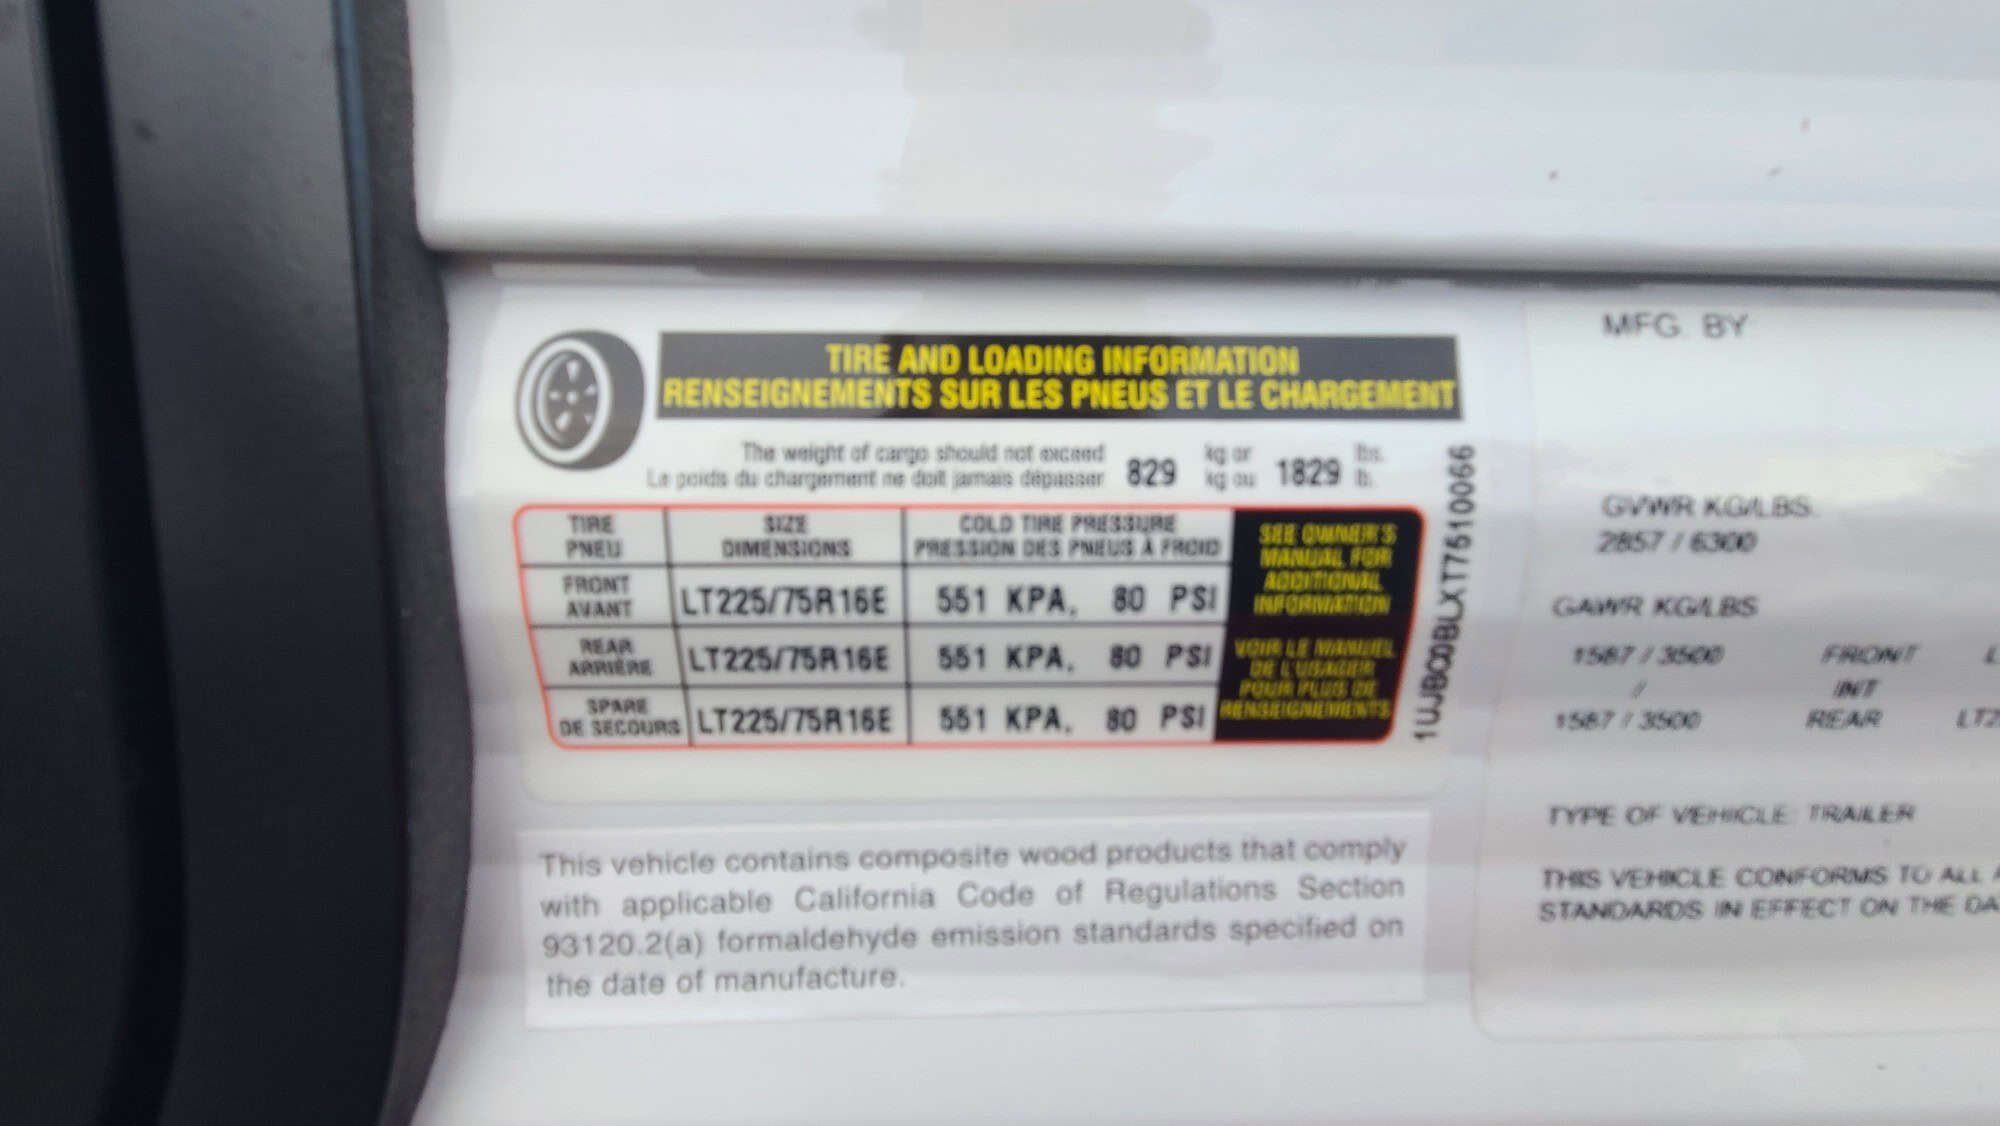 TIRE AND LOADING INFORMATION
RENSEIGNEMENTS SUR LES PNEUS ET LE CHARGEMENT
The weight of cargo should not exceed 829 kg or 1829 lbs.
Le poids du chargement ne doit jamais dépasser kg ou lb.
TIRE PNEU SIZE DIMENSIONS COLD TIRE PRESSURE PRESSION DES PNEUS À FROID
FRONT AVANT LT225/75R16E 551 KPA, 80 PSI
REAR ARRIÈRE LT225/75R16E 551 KPA, 80 PSI
SPARE DE SECOURS LT225/75R16E 551 KPA, 80 PSI
SEE OWNER'S
MANUAL FOR
ADDITIONAL
INFORMATION
VOIR LE MANUEL
DE L'USAGER
POUR PLUS DE
RENSEIGNEMENTS
This vehicle contains composite wood products that comply
with applicable California Code of Regulations Section
93120.2(a) formaldehyde emission standards specified on
the date of manufacture.
MFG. BY
GVWR KG/LBS.
2857 / 6300
GAWR KG/LBS
1587 / 3500 FRONT
/ INT
1587 / 3500 REAR
TYPE OF VEHICLE: TRAILER
THIS VEHICLE CONFORMS TO ALL
STANDARDS IN EFFECT ON THE